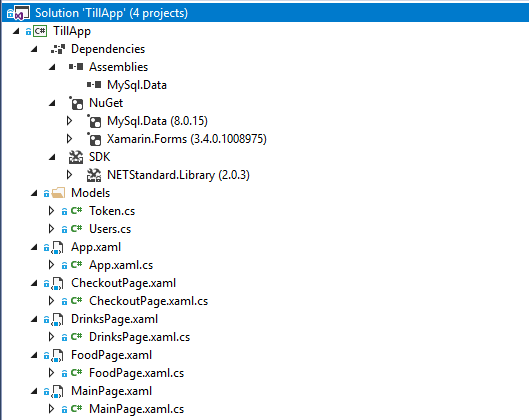 Solution 'TillApp' (4 projects)
C# TillApp
Dependencies
Assemblies
MySql.Data
NuGet
MySql.Data (8.0.15)
Xamarin.Forms (3.4.0.1008975)
SDK
NETStandard.Library (2.0.3)
Models
C# Token.cs
C# Users.cs
App.xaml
C# App.xaml.cs
CheckoutPage.xaml
C# CheckoutPage.xaml.cs
DrinksPage.xaml
C# DrinksPage.xaml.cs
FoodPage.xaml
C# FoodPage.xaml.cs
MainPage.xaml
C# MainPage.xaml.cs